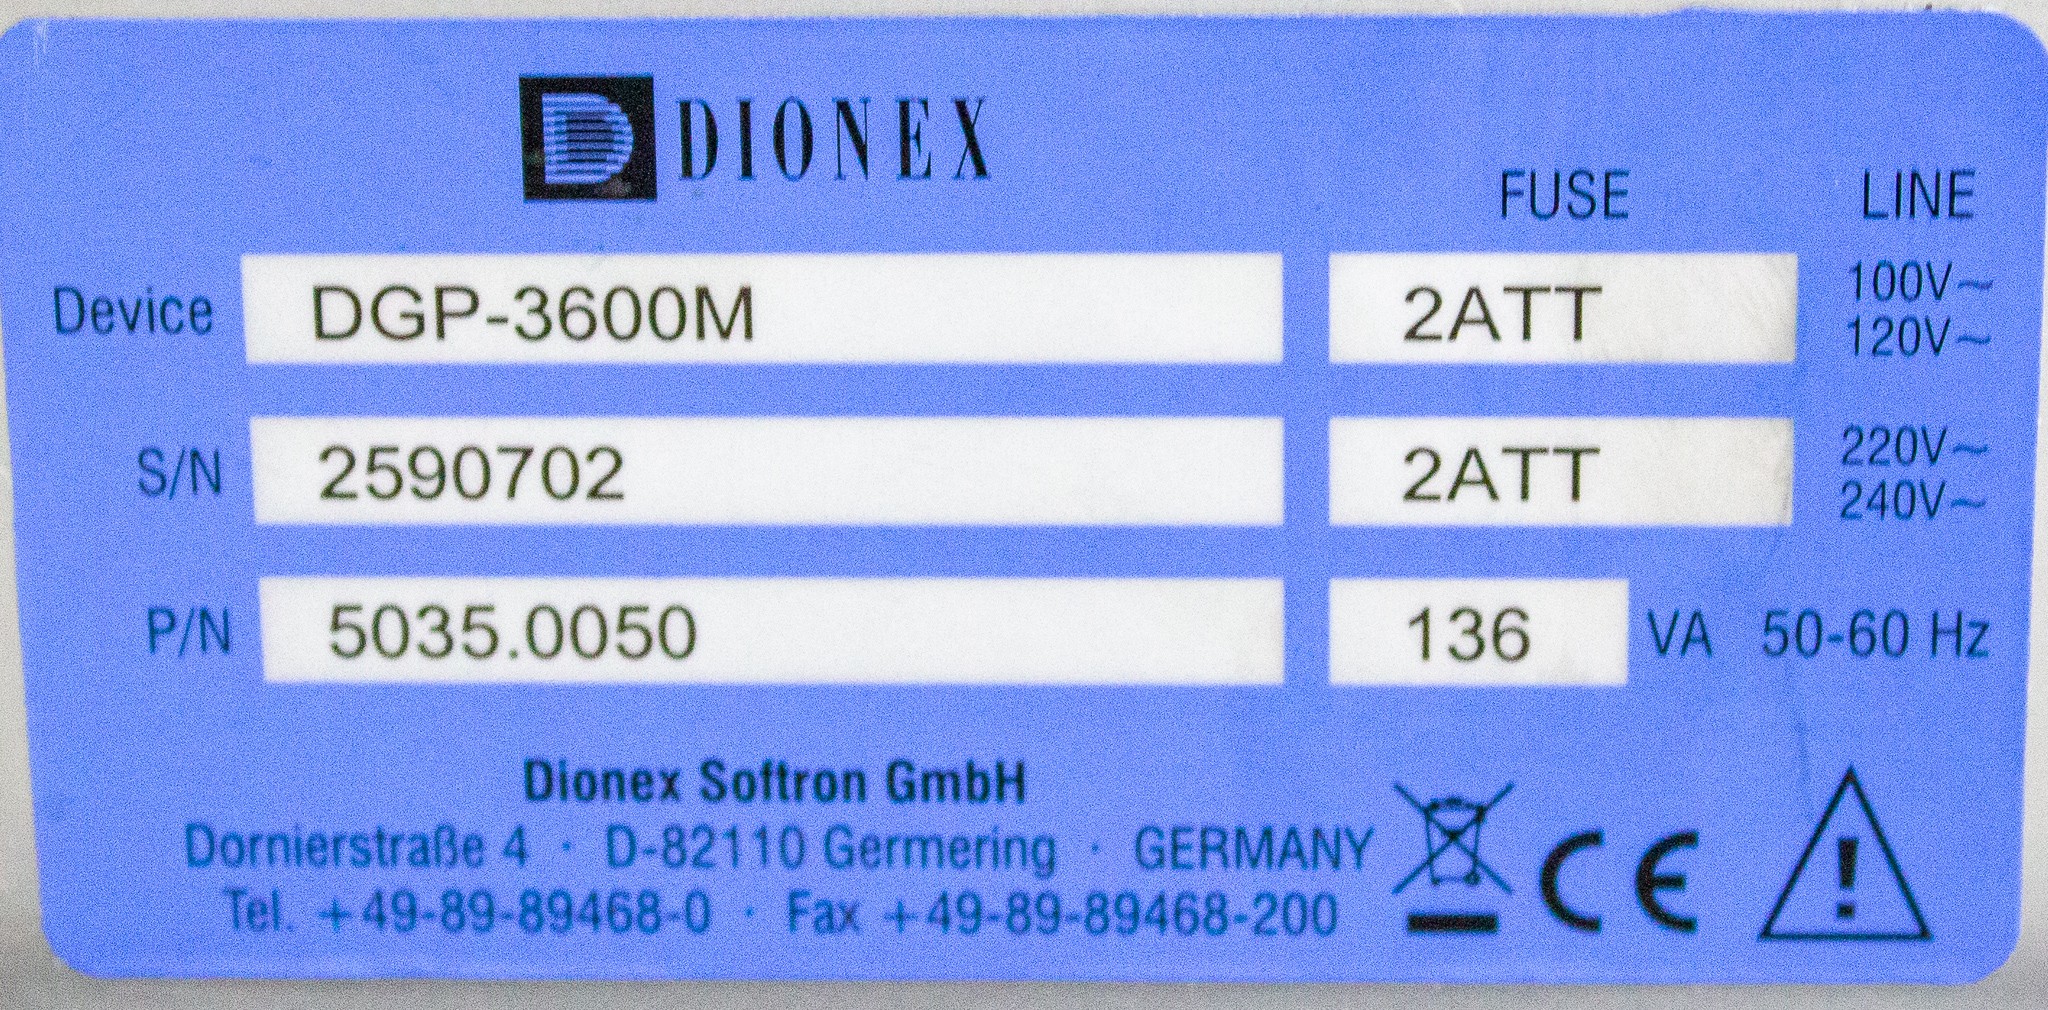 DIONEX
FUSE LINE
Device DGP-3600M 2ATT 100V~
120V~
S/N 2590702 2ATT 220V~
240V~
P/N 5035.0050 136 VA 50-60 Hz
Dionex Softron GmbH
Dornierstraße 4 · D-82110 Germering · GERMANY
Tel. +49-89-89468-0 · Fax +49-89-89468-200
CE